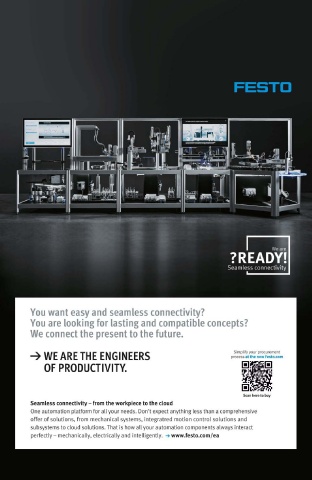 FESTO
We are
?READY!
Seamless connectivity
You want easy and seamless connectivity?
You are looking for lasting and compatible concepts?
We connect the present to the future.
→ WE ARE THE ENGINEERS
OF PRODUCTIVITY.
Simplify your procurement
process at the new festo.com
Scan here to buy
Seamless connectivity – from the workpiece to the cloud
One automation platform for all your needs. Don't expect anything less than a comprehensive
offer of solutions, from mechanical systems, integrated motion control solutions and
subsystems to cloud solutions. That is how all your automation components always interact
perfectly – mechanically, electrically and intelligently. → www.festo.com/ea